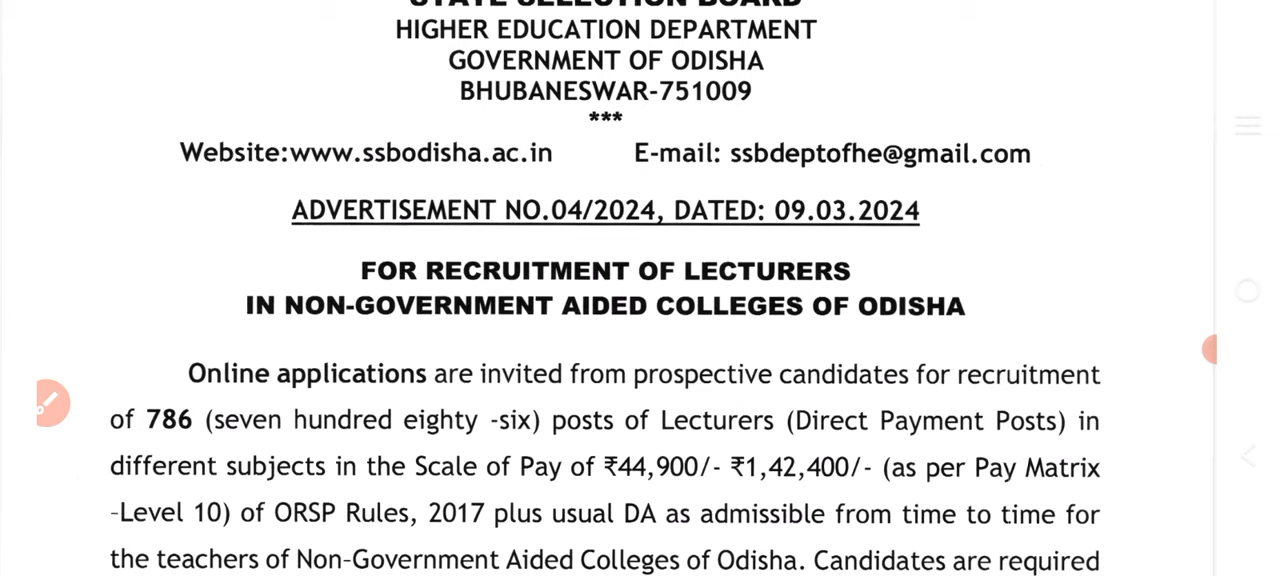 STATE SELECTION BOARD
HIGHER EDUCATION DEPARTMENT
GOVERNMENT OF ODISHA
BHUBANESWAR-751009
***
Website:www.ssbodisha.ac.in E-mail: ssbdeptofhe@gmail.com
ADVERTISEMENT NO.04/2024, DATED: 09.03.2024
FOR RECRUITMENT OF LECTURERS
IN NON-GOVERNMENT AIDED COLLEGES OF ODISHA
Online applications are invited from prospective candidates for recruitment
of 786 (seven hundred eighty -six) posts of Lecturers (Direct Payment Posts) in
different subjects in the Scale of Pay of ₹44,900/- ₹1,42,400/- (as per Pay Matrix
-Level 10) of ORSP Rules, 2017 plus usual DA as admissible from time to time for
the teachers of Non-Government Aided Colleges of Odisha. Candidates are required